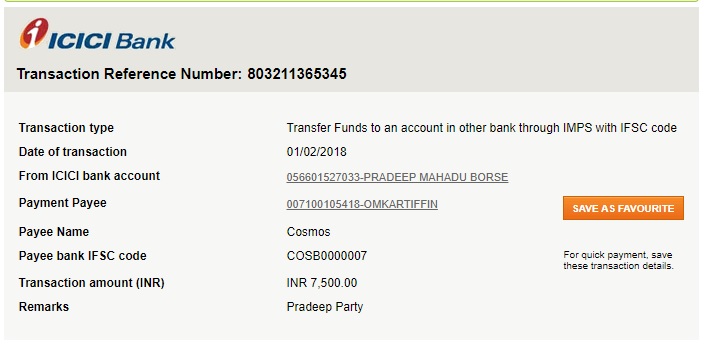 ICICI Bank
Transaction Reference Number: 803211365345
Transaction type Transfer Funds to an account in other bank through IMPS with IFSC code
Date of transaction 01/02/2018
From ICICI bank account 056601527033-PRADEEP MAHADU BORSE
Payment Payee 007100105418-OMKARTIFFIN SAVE AS FAVOURITE
Payee Name Cosmos
Payee bank IFSC code COSB0000007 For quick payment, save
these transaction details.
Transaction amount (INR) INR 7,500.00
Remarks Pradeep Party